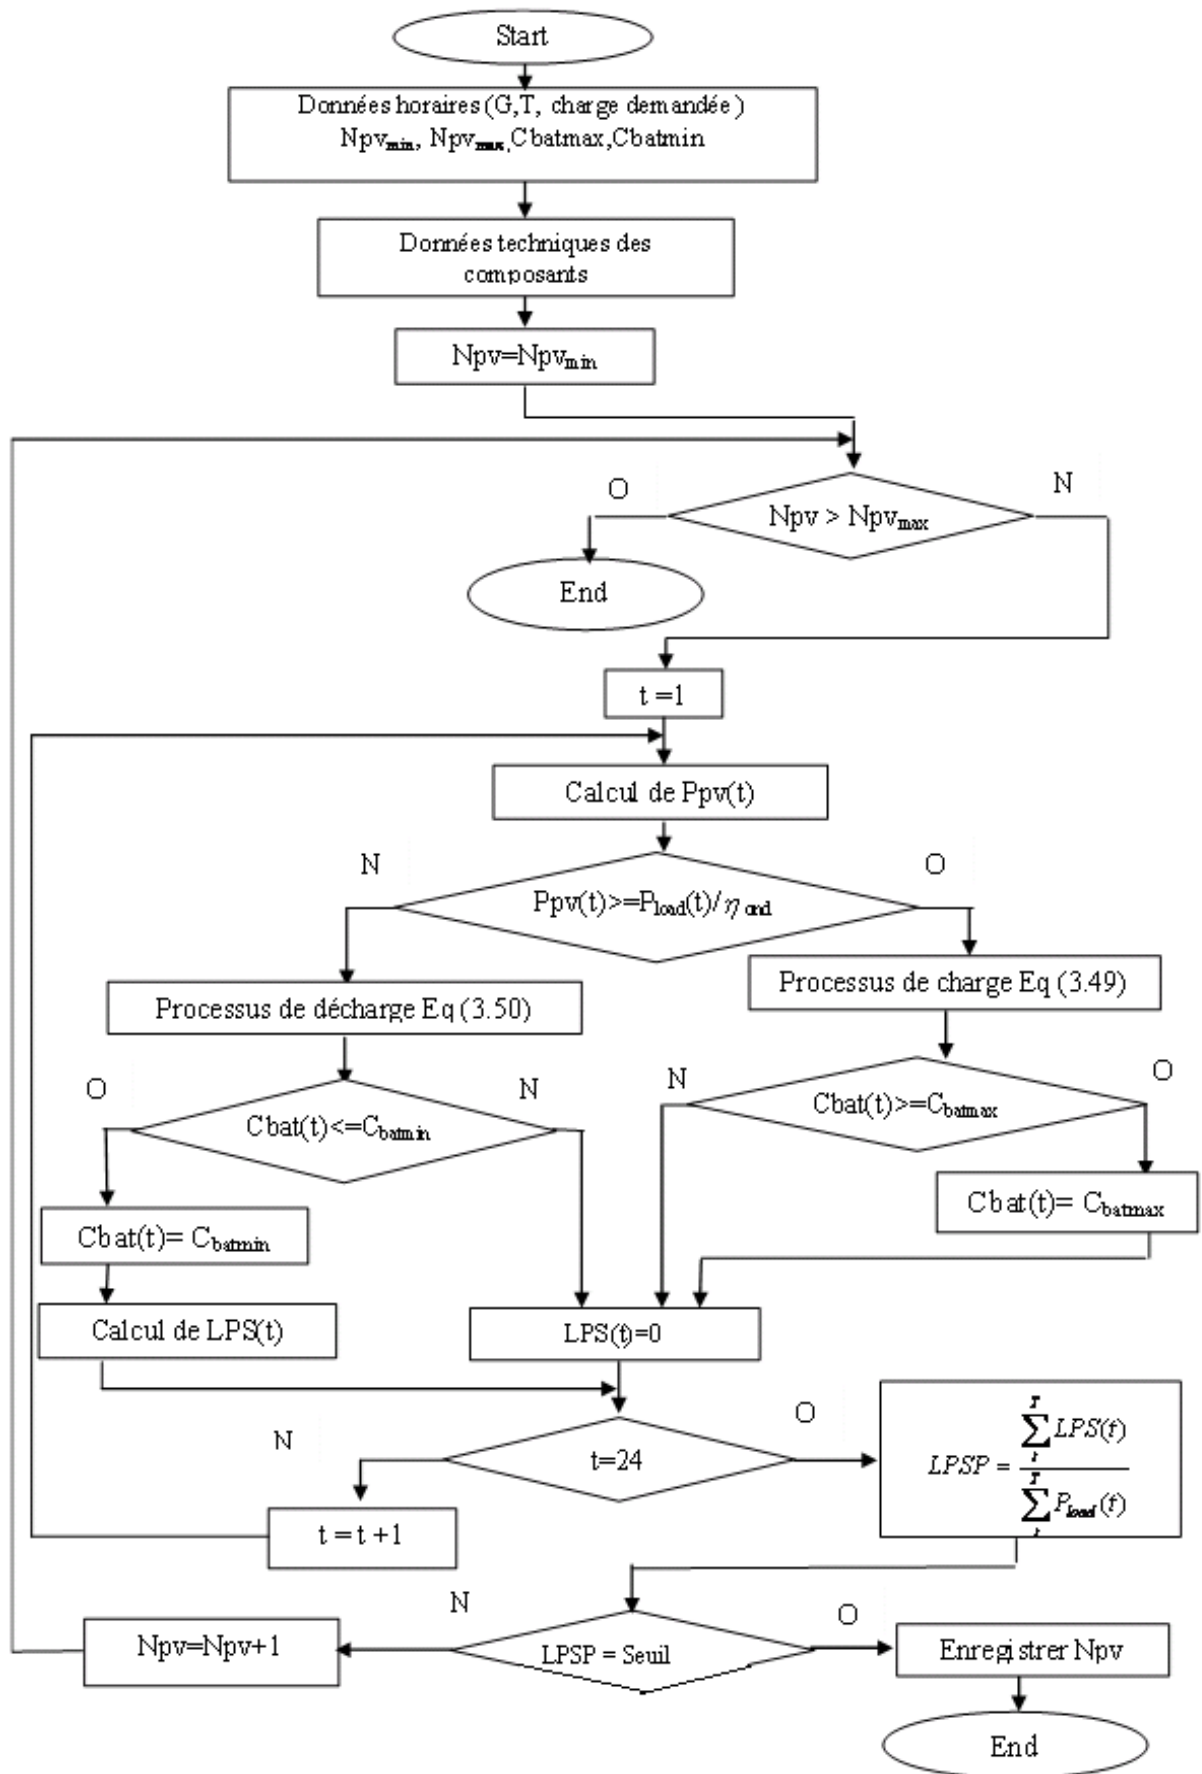 Start
Données horaires (G,T, charge demandée )
Npvmin, Npvmax,Cbatmax,Cbatmin
Données techniques des
composants
Npv=Npvmin
O
N
Npv > Npvmax
End
t =1
Calcul de Ppv(t)
N
O
Ppv(t)>=Pload(t)/η ond
Processus de décharge Eq (3.50)
Processus de charge Eq (3.49)
O
N
Cbat(t)<=Cbatmin
N
O
Cbat(t)>=Cbatmax
Cbat(t)= Cbatmin
Cbat(t)= Cbatmax
Calcul de LPS(t)
LPS(t)=0
N
O
t=24
T
∑ LPS(t)
t
LPSP =
T
∑ Pload(t)
t
t = t +1
N
O
LPSP = Seuil
Npv=Npv+1
Enregistrer Npv
End